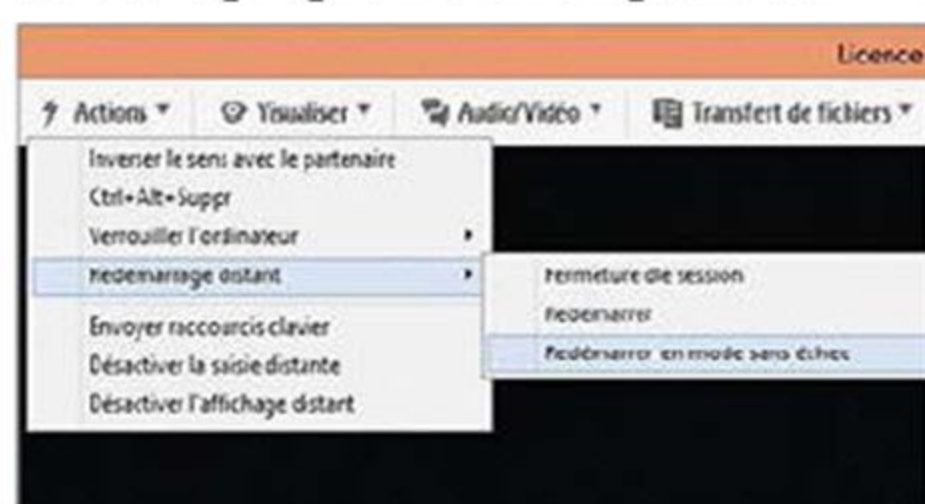 Licence
Actions Visualiser Audio/Vidéo Transfert de fichiers
Inverser le sens avec le partenaire
Ctrl+Alt+Suppr
Verrouiller l'ordinateur
Redémarrage distant
Fermeture de session
Redémarrer
Redémarrer en mode sans échec
Envoyer raccourcis clavier
Désactiver la saisie distante
Désactiver l'affichage distant